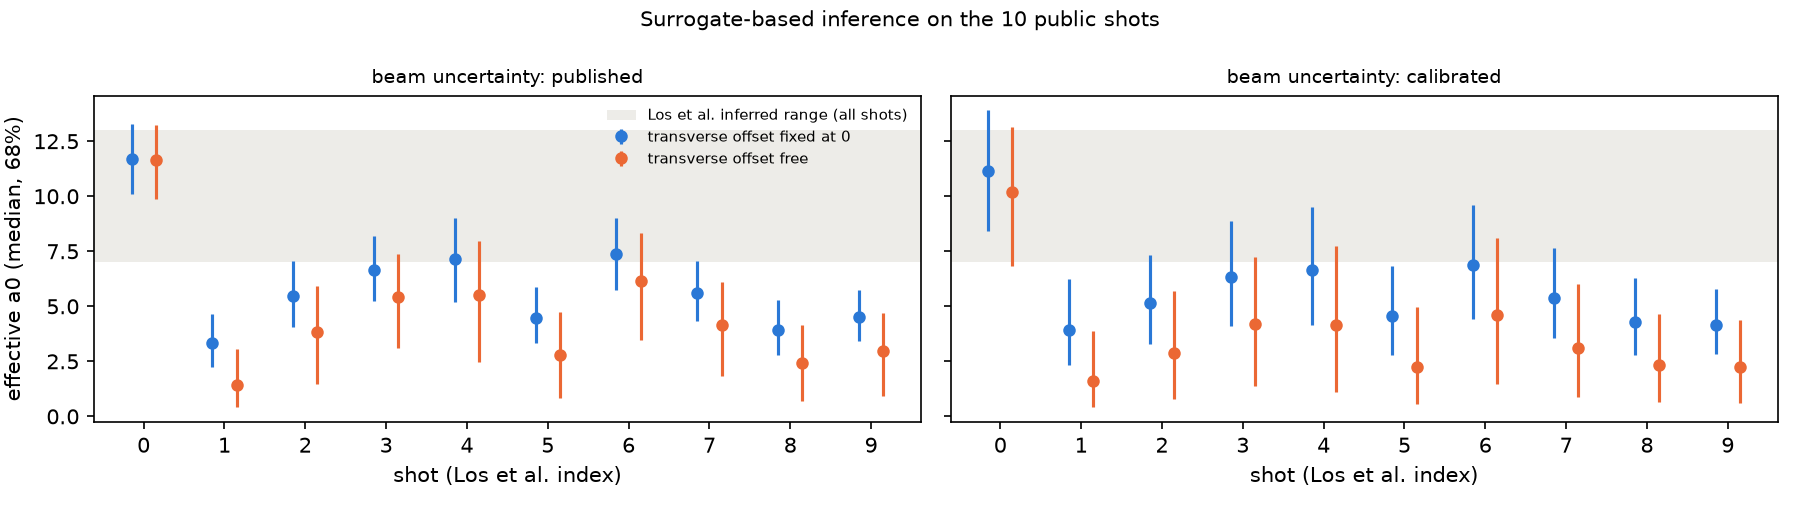 Surrogate-based inference on the 10 public shots
beam uncertainty: published
beam uncertainty: calibrated
effective a0 (median, 68%)
12.5
10.0
7.5
5.0
2.5
0.0
Los et al. inferred range (all shots)
transverse offset fixed at 0
transverse offset free
0 1 2 3 4 5 6 7 8 9
0 1 2 3 4 5 6 7 8 9
shot (Los et al. index)
shot (Los et al. index)